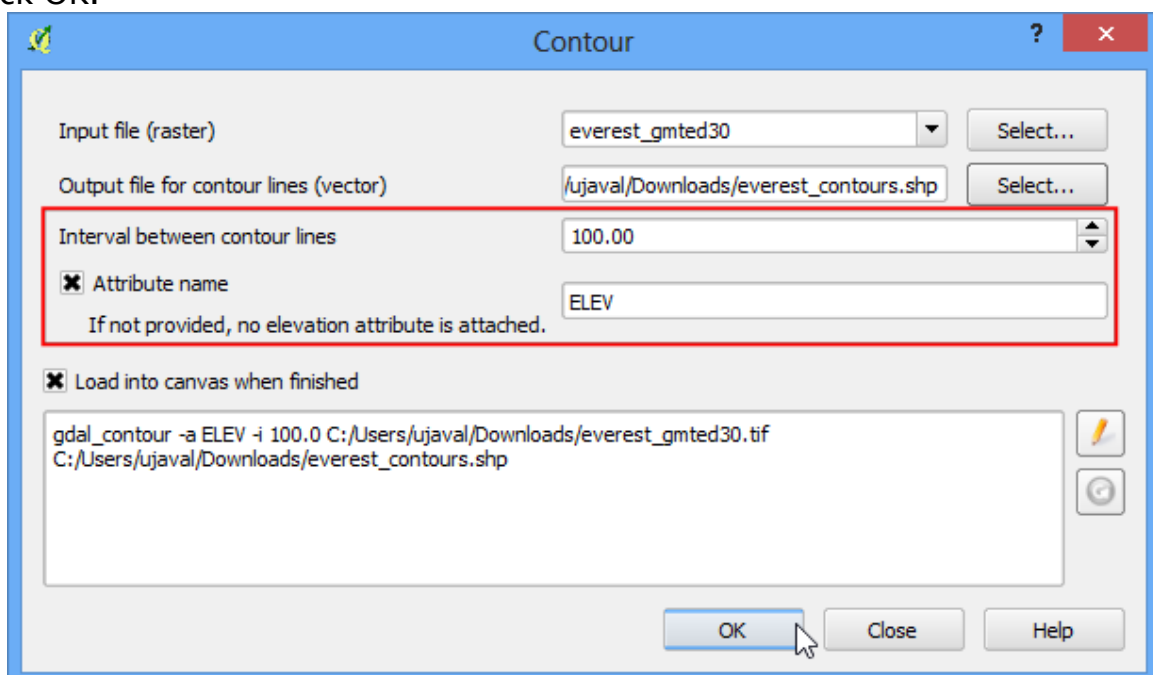 ck OK.
Contour
?
×
Input file (raster)
everest_gmted30
Select...
Output file for contour lines (vector)
/ujaval/Downloads/everest_contours.shp
Select...
Interval between contour lines
100.00
Attribute name
ELEV
If not provided, no elevation attribute is attached.
Load into canvas when finished
gdal_contour -a ELEV -i 100.0 C:/Users/ujaval/Downloads/everest_gmted30.tif
C:/Users/ujaval/Downloads/everest_contours.shp
OK
Close
Help